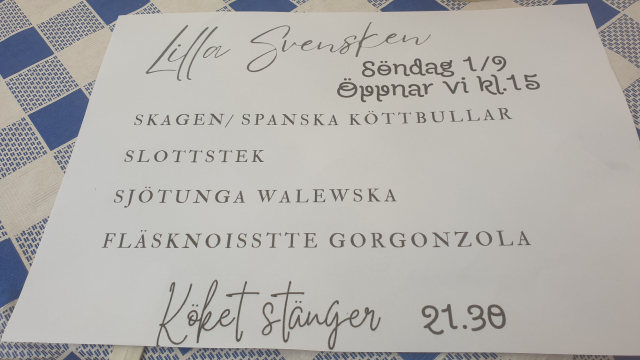 Lilla Svensken
Söndag 1/9
Öppnar vi kl.15
SKAGEN/ SPANSKA KÖTTBULLAR
SLOTTSTEK
SJÖTUNGA WALEWSKA
FLÄSKNOISSTTE GORGONZOLA
Köket stänger 21.30